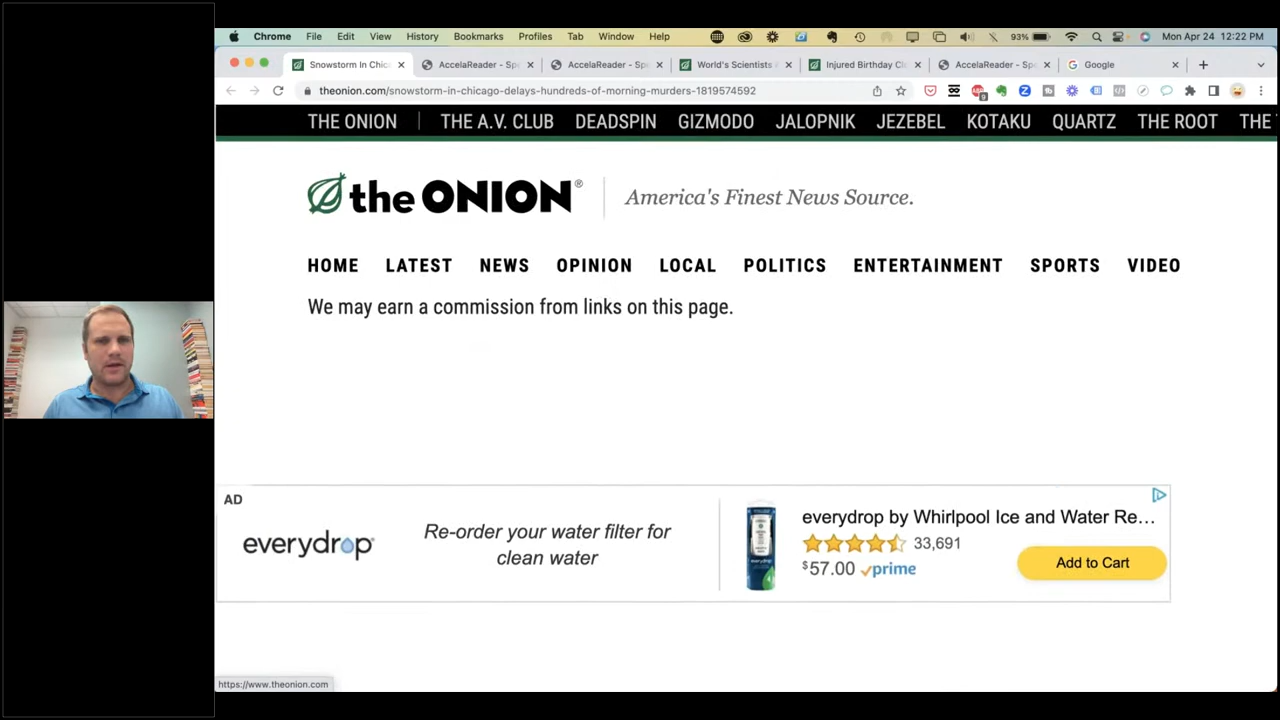 Chrome File Edit View History Bookmarks Profiles Tab Window Help 93% Mon Apr 24 12:22 PM
Snowstorm In Chic AccelaReader - Spe AccelaReader - Spe World's Scientists Injured Birthday Cl AccelaReader - Spe Google
theonion.com/snowstorm-in-chicago-delays-hundreds-of-morning-murders-1819574592 9
THE ONION THE A.V. CLUB DEADSPIN GIZMODO JALOPNIK JEZEBEL KOTAKU QUARTZ THE ROOT THE
the ONION® America's Finest News Source.
HOME LATEST NEWS OPINION LOCAL POLITICS ENTERTAINMENT SPORTS VIDEO
We may earn a commission from links on this page.
AD
everydrop
Re-order your water filter for
clean water
everydrop by Whirlpool Ice and Water Re...
33,691
$57.00 prime
Add to Cart
https://www.theonion.com